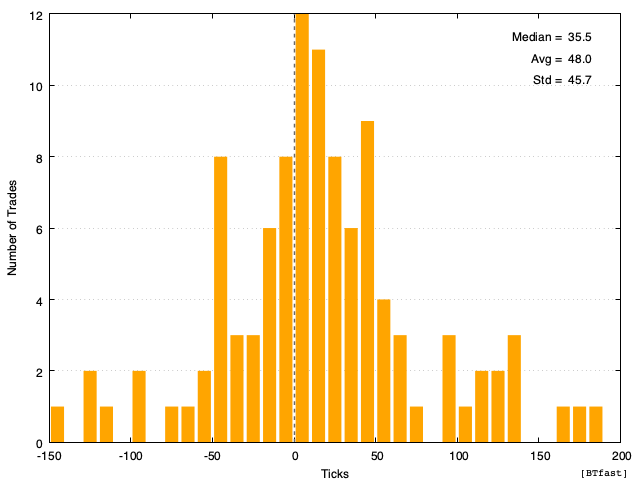 Median = 35.5
Avg = 48.0
Std = 45.7
12
10
8
6
4
2
0
Number of Trades
-150 -100 -50 0 50 100 150 200
Ticks
[BTfast]